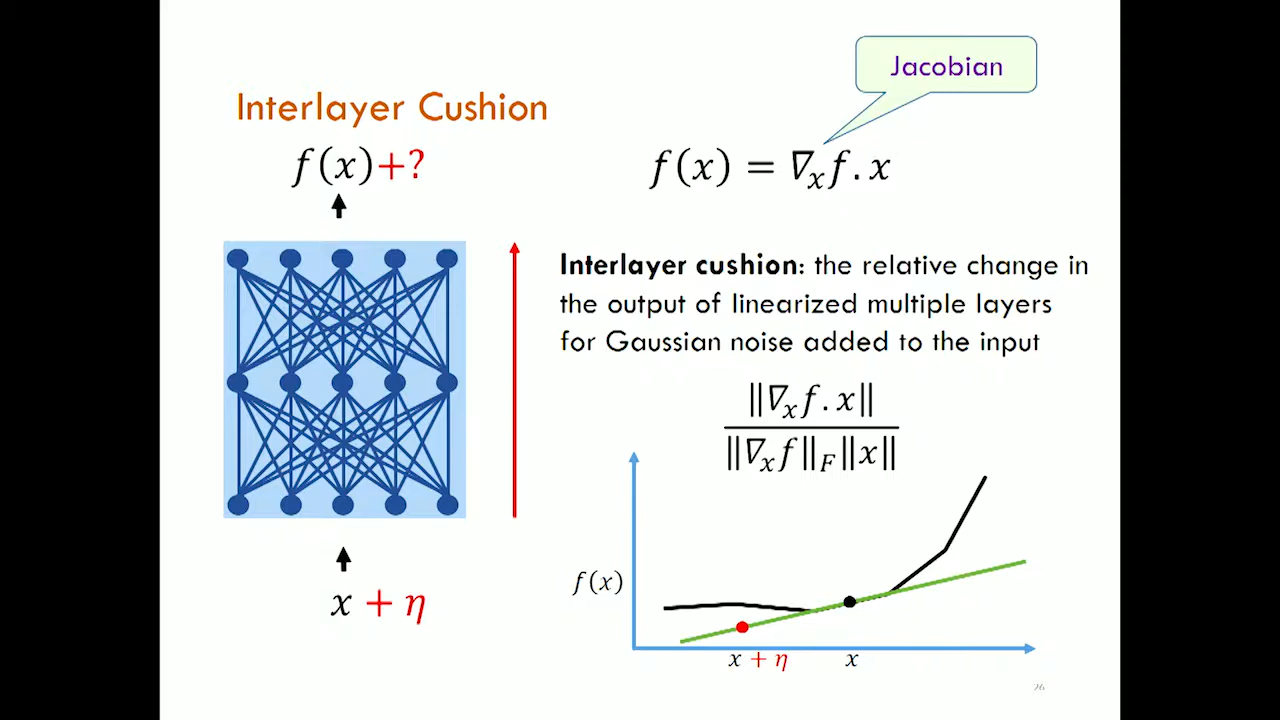 Jacobian
Interlayer Cushion
f(x)+?
f(x) = ∇ₓf.x
Interlayer cushion: the relative change in
the output of linearized multiple layers
for Gaussian noise added to the input
‖∇ₓf.x‖
‖∇ₓf‖_F‖x‖
f(x)
x + η
x + η
x
26